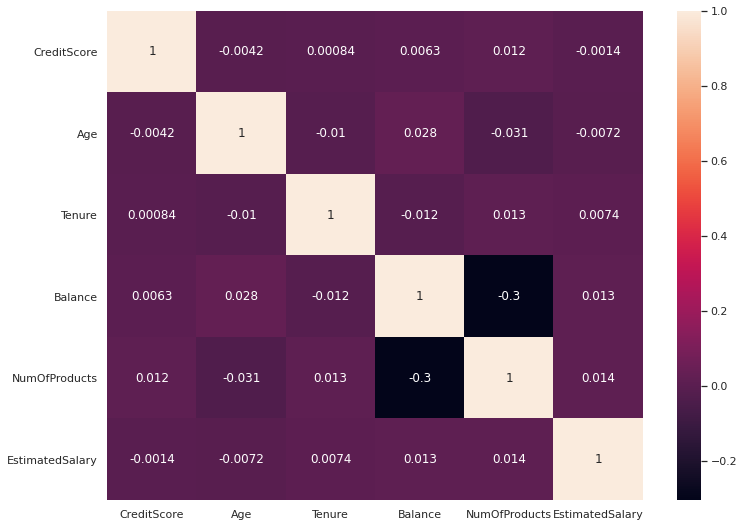 CreditScore 1 -0.0042 0.00084 0.0063 0.012 -0.0014
Age -0.0042 1 -0.01 0.028 -0.031 -0.0072
Tenure 0.00084 -0.01 1 -0.012 0.013 0.0074
Balance 0.0063 0.028 -0.012 1 -0.3 0.013
NumOfProducts 0.012 -0.031 0.013 -0.3 1 0.014
EstimatedSalary -0.0014 -0.0072 0.0074 0.013 0.014 1
CreditScore Age Tenure Balance NumOfProducts EstimatedSalary
1.0
0.8
0.6
0.4
0.2
0.0
−0.2